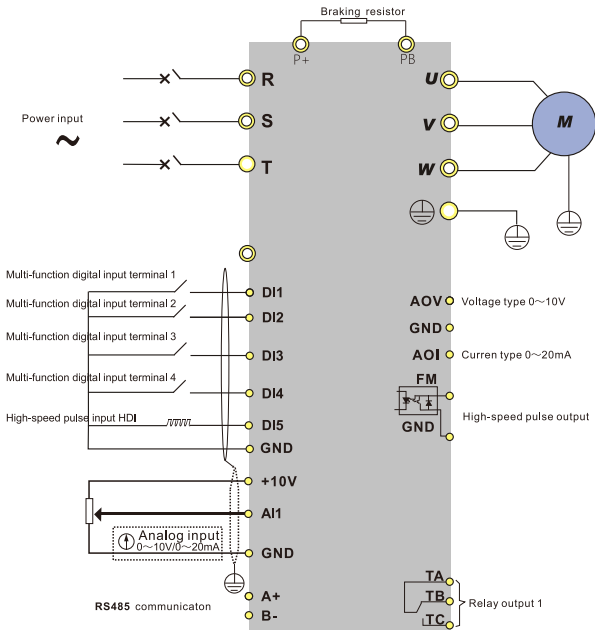 Braking resistor
P+ PB
R U
Power input S V M
T W
Multi-function digital input terminal 1
DI1
Multi-function digital input terminal 2
DI2
Multi-function digital input terminal 3
DI3
Multi-function digital input terminal 4
DI4
High-speed pulse input HDI
DI5
GND
+10V
AI1
Analog input
0～10V/0～20mA
GND
RS485 communicaton
A+
B-
AOV Voltage type 0～10V
GND
AOI Curren type 0～20mA
FM
High-speed pulse output
GND
TA
TB Relay output 1
TC